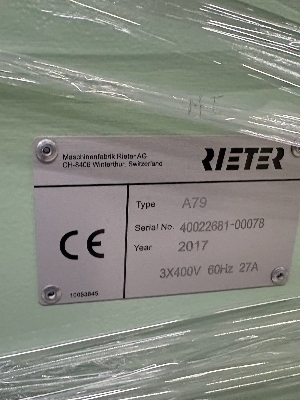 Maschinenfabrik Rieter AG
CH-8406 Winterthur, Switzerland
RIETER
Type A79
Serial No. 40022681-00078
Year 2017
3X400V 60Hz 27A
CE
10653845